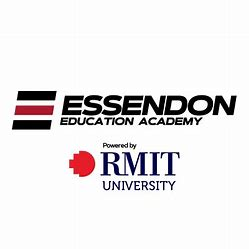 ESSENDON
EDUCATION ACADEMY
Powered by
RMIT
UNIVERSITY